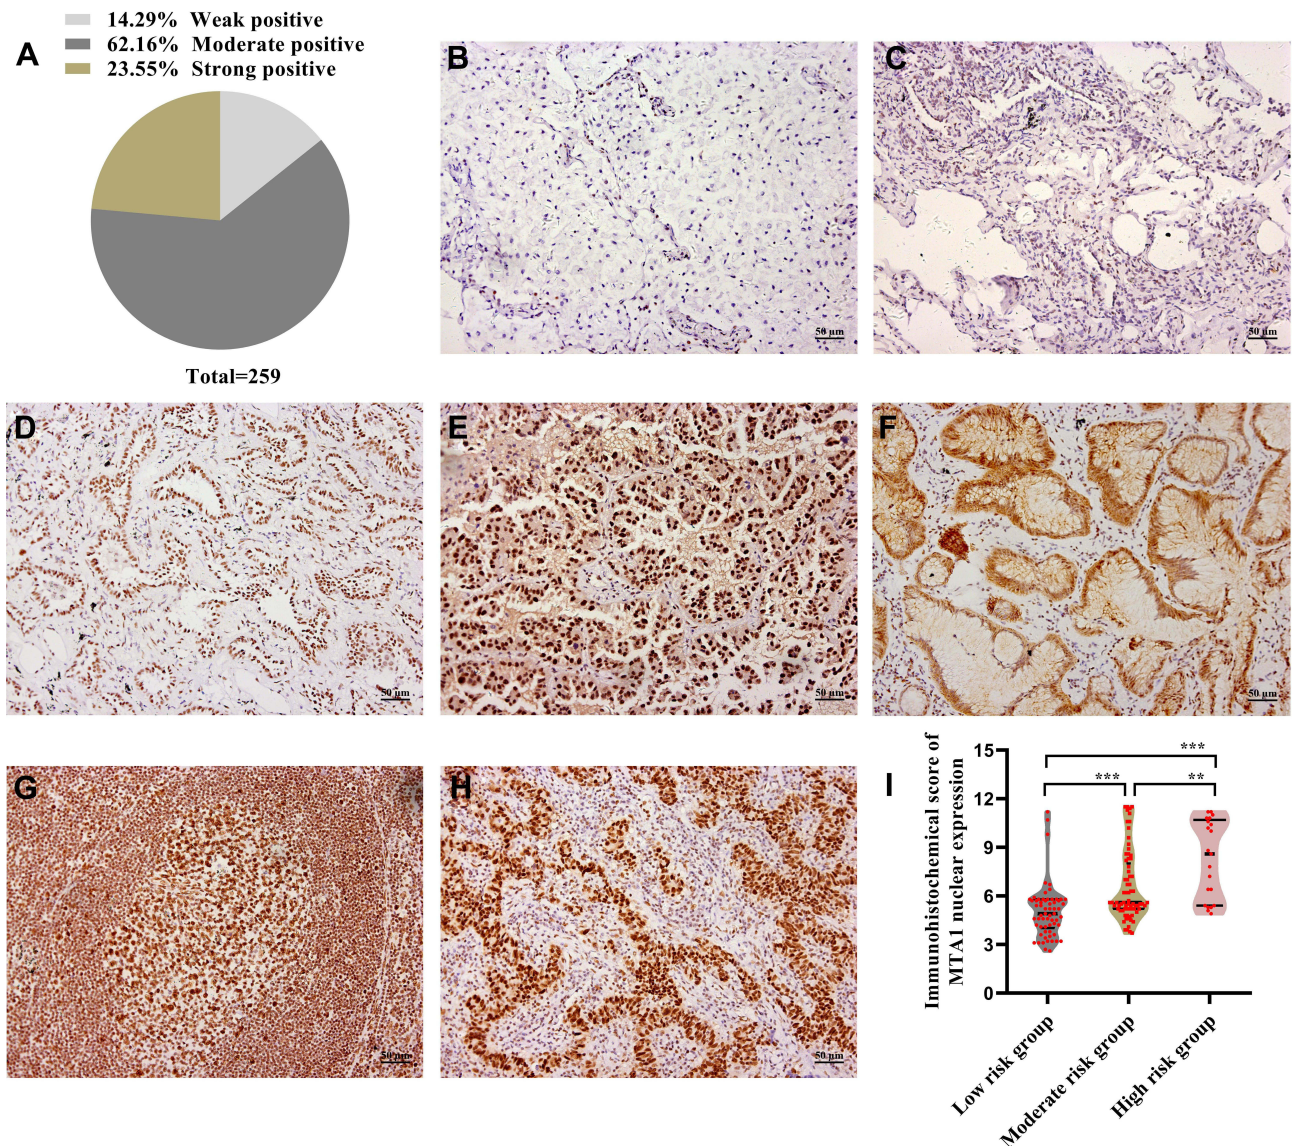 14.29% Weak positive
62.16% Moderate positive
23.55% Strong positive
A
Total=259
B
50 μm
C
50 μm
D
50 μm
E
50 μm
F
50 μm
G
50 μm
H
50 μm
I
Immunohistochemical score of
MTA1 nuclear expression
15
12
9
6
3
0
***
***
**
Low risk group
Moderate risk group
High risk group